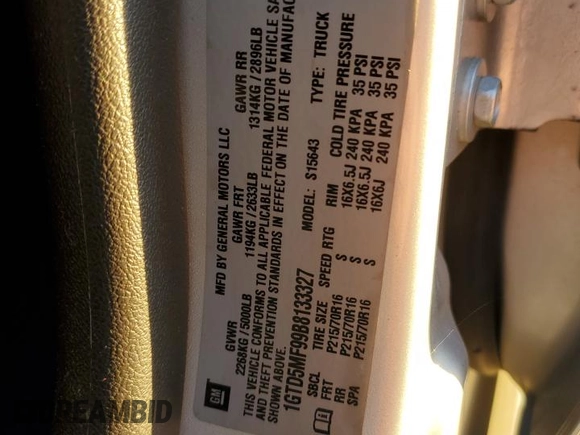 MFD BY GENERAL MOTORS LLC
GVWR GAWR FRT GAWR RR
2268KG / 5000LB 1194KG / 2633LB 1314KG / 2896LB
THIS VEHICLE CONFORMS TO ALL APPLICABLE FEDERAL MOTOR VEHICLE SA
AND THEFT PREVENTION STANDARDS IN EFFECT ON THE DATE OF MANUFAC
SHOWN ABOVE.
1GTD5MF99B8133327 MODEL: S15643 TYPE: TRUCK
TIRE SIZE SPEED RTG RIM COLD TIRE PRESSURE
SBCL
FRT P215/70R16 S 16X6.5J 240 KPA 35 PSI
RR P215/70R16 S 16X6.5J 240 KPA 35 PSI
SPA P215/70R16 S 16X6J 240 KPA 35 PSI
GM